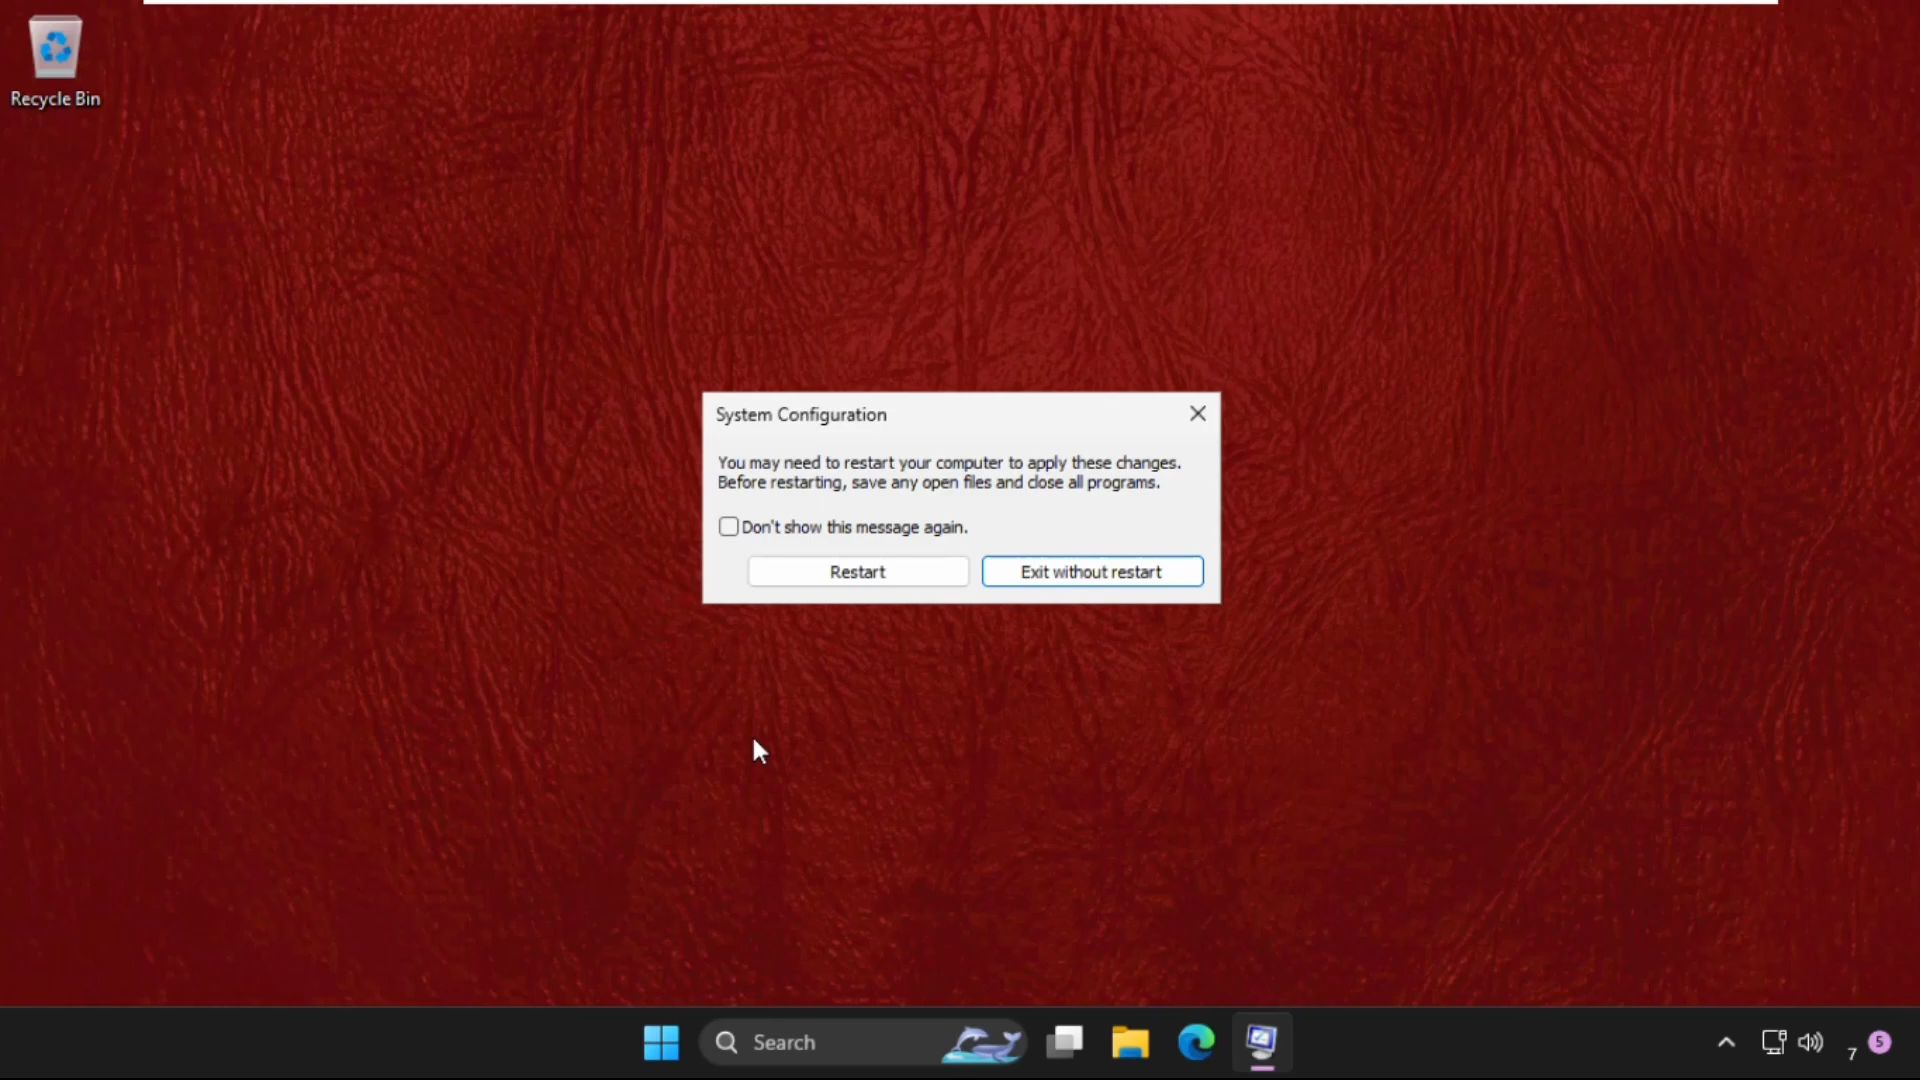 Recycle Bin
System Configuration
You may need to restart your computer to apply these changes.
Before restarting, save any open files and close all programs.
Don't show this message again.
Restart
Exit without restart
Search
7
5